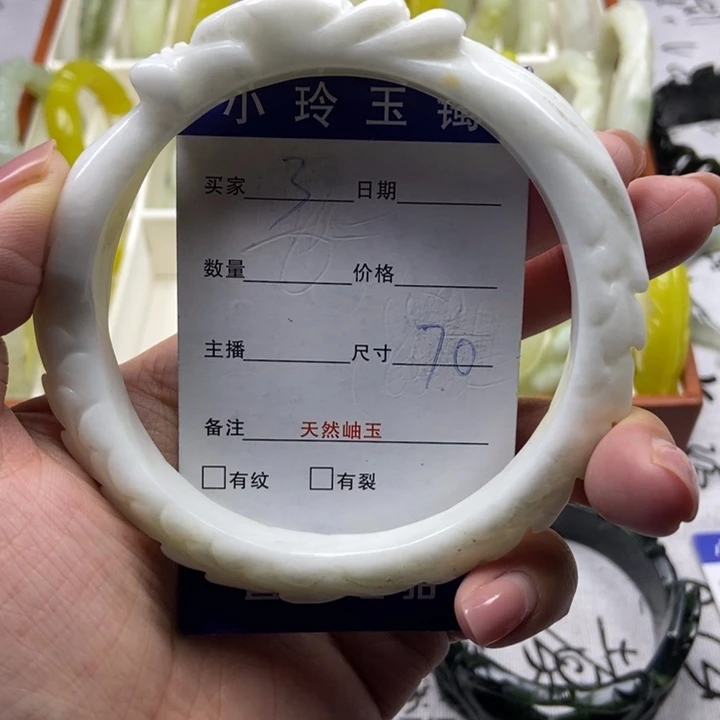 小玲玉镯
买家 3 日期
数量 价格
主播 尺寸 70
备注 天然岫玉
□有纹 □有裂